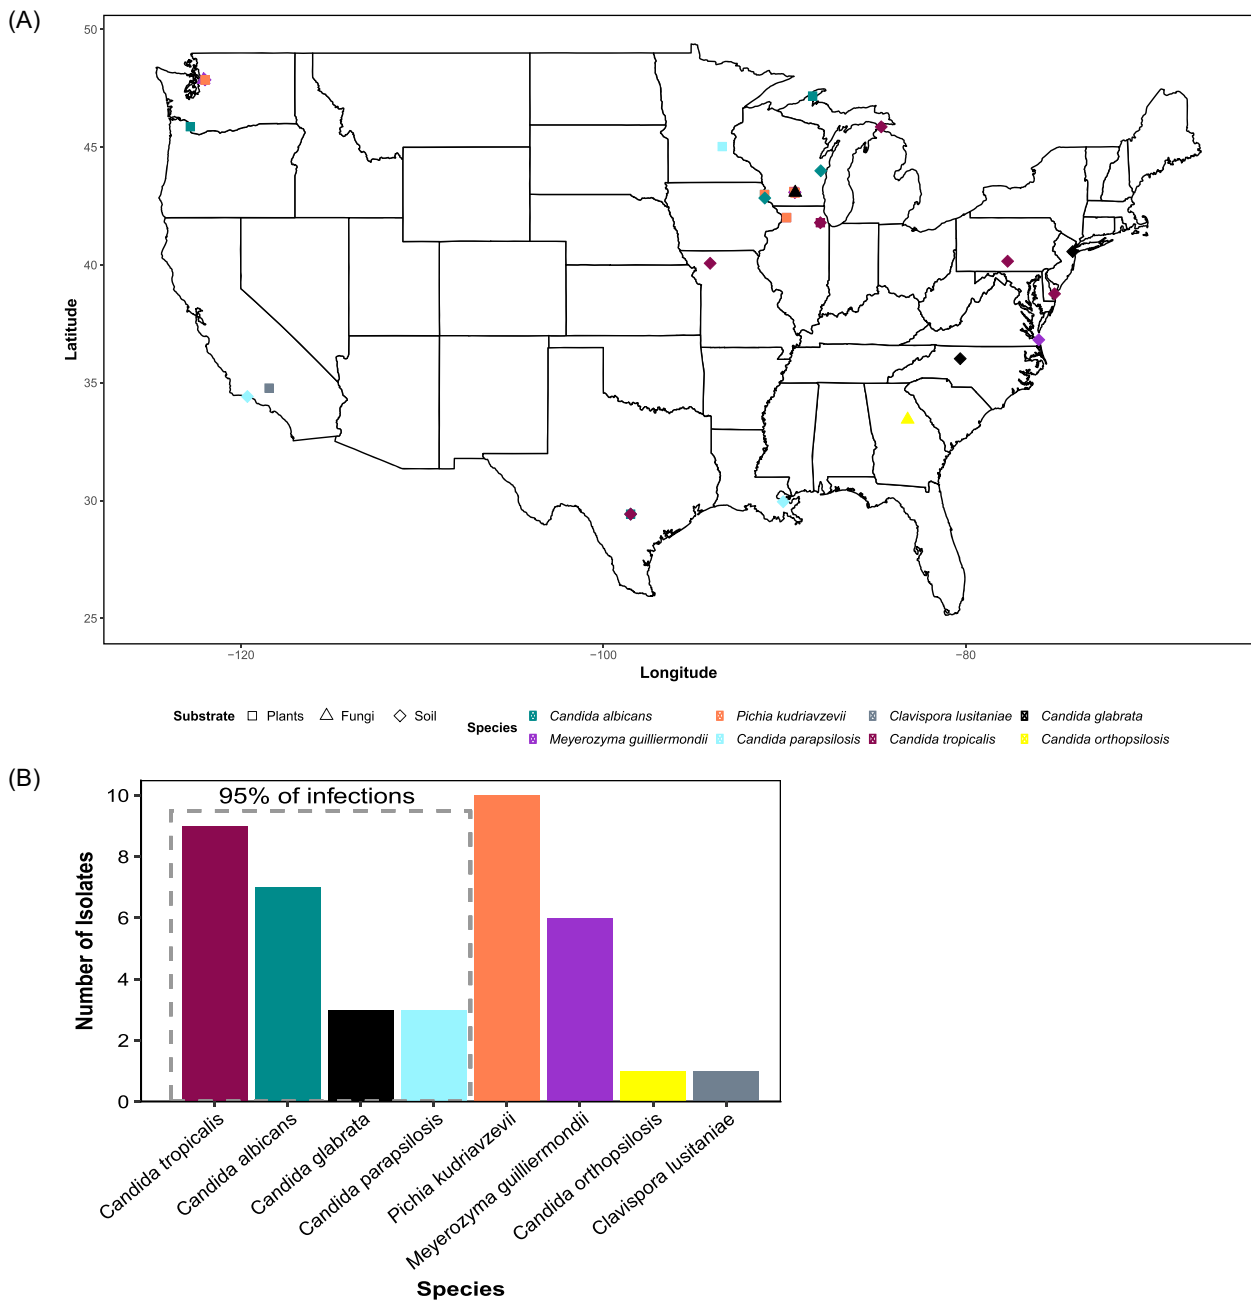 (A)
50
45
40
35
30
25
Latitude
−120
−100
−80
Longitude
Substrate Plants Fungi Soil
Species
Candida albicans Pichia kudriavzevii Clavispora lusitaniae Candida glabrata
Meyerozyma guilliermondii Candida parapsilosis Candida tropicalis Candida orthopsilosis
(B)
95% of infections
10
8
6
4
2
0
Number of Isolates
Candida tropicalis
Candida albicans
Candida glabrata
Candida parapsilosis
Pichia kudriavzevii
Meyerozyma guilliermondii
Candida orthopsilosis
Clavispora lusitaniae
Species